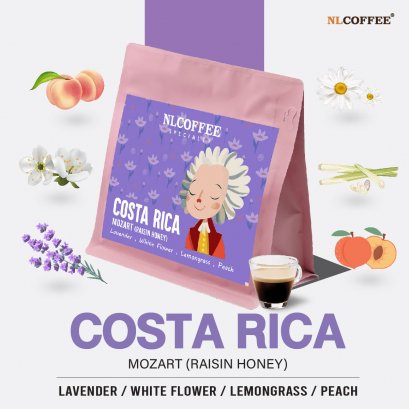 NLCOFFEE®
NLCOFFEE
SPECIALTY
COSTA RICA
MOZART (RAISIN HONEY)
Lavender , White Flower , Lemongrass , Peach
COSTA RICA
MOZART (RAISIN HONEY)
LAVENDER / WHITE FLOWER / LEMONGRASS / PEACH